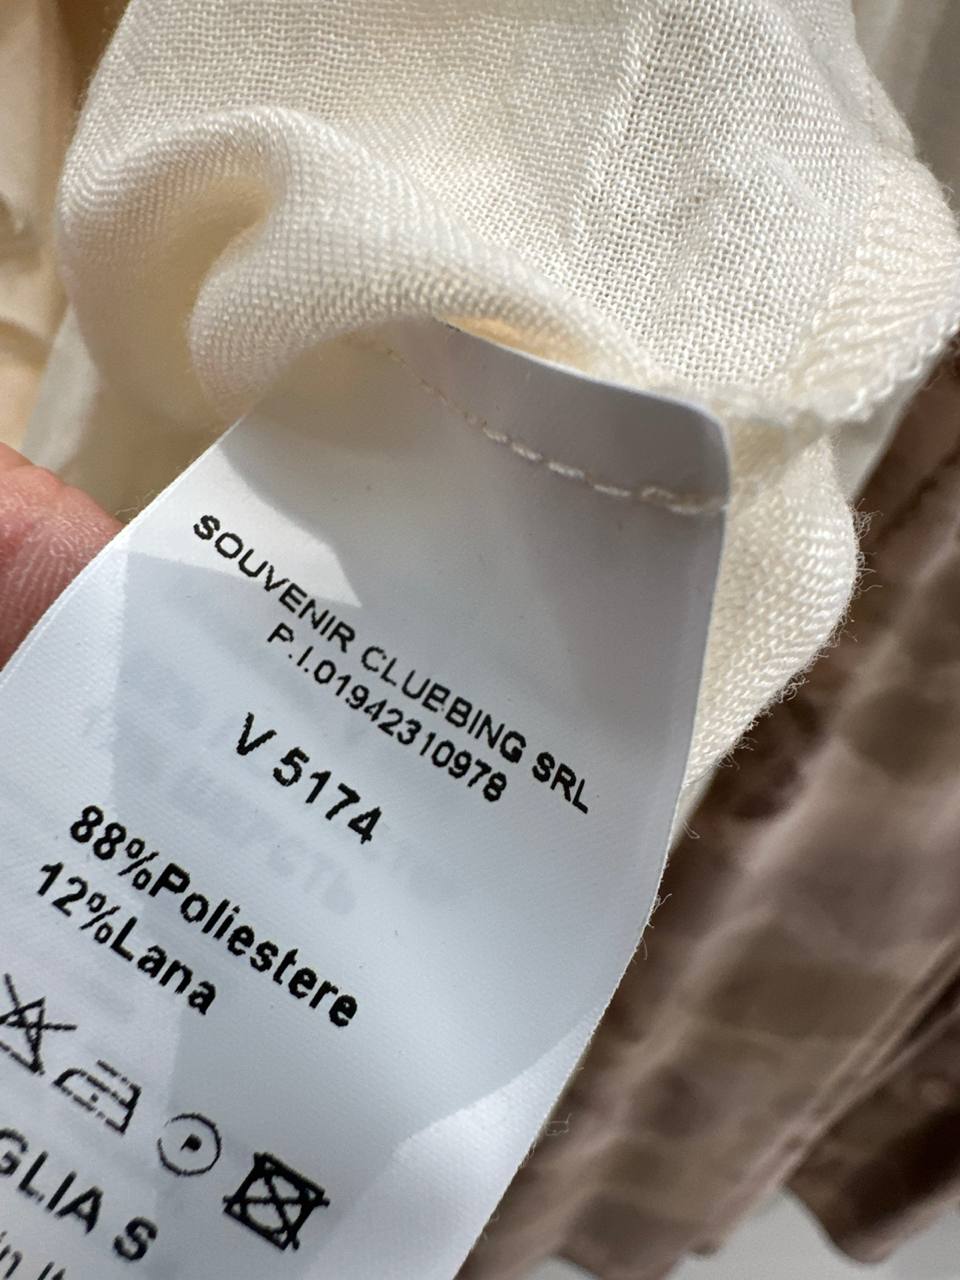 SOUVENIR CLUBBING SRL
P.I.01942310978
V 5174
88%Poliestere
12%Lana
P
GLIA S